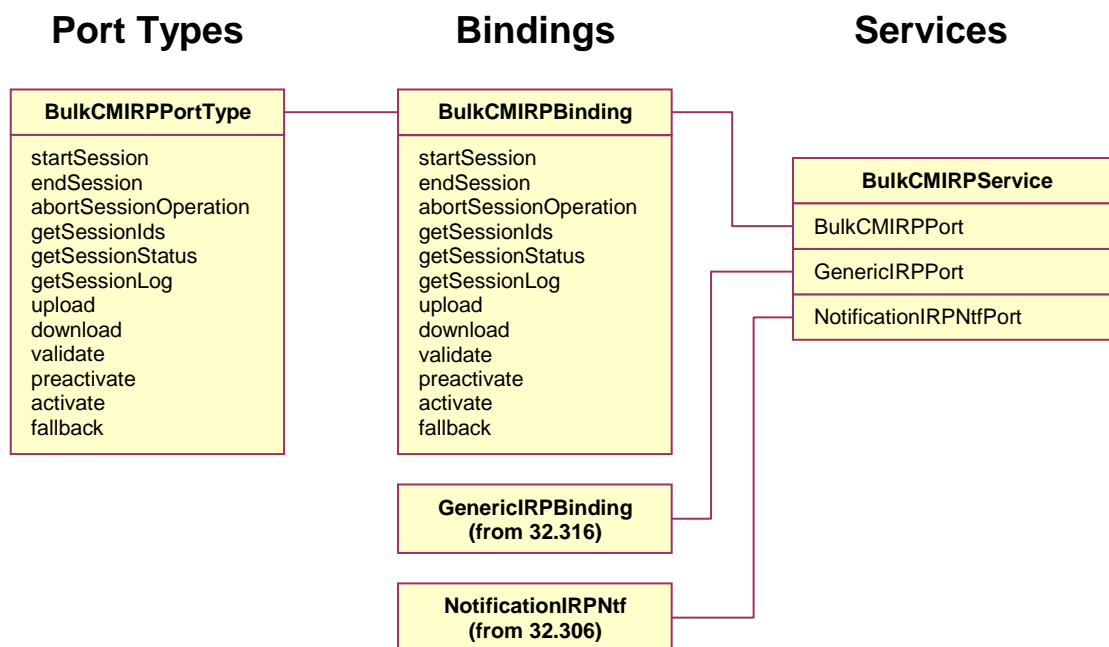 Port Types
Bindings
Services
BulkCMIRPPortType
startSession
endSession
abortSessionOperation
getSessionIds
getSessionStatus
getSessionLog
upload
download
validate
preactivate
activate
fallback
BulkCMIRPBinding
startSession
endSession
abortSessionOperation
getSessionIds
getSessionStatus
getSessionLog
upload
download
validate
preactivate
activate
fallback
GenericIRPBinding
(from 32.316)
NotificationIRPNtf
(from 32.306)
BulkCMIRPService
BulkCMIRPPort
GenericIRPPort
NotificationIRPNtfPort